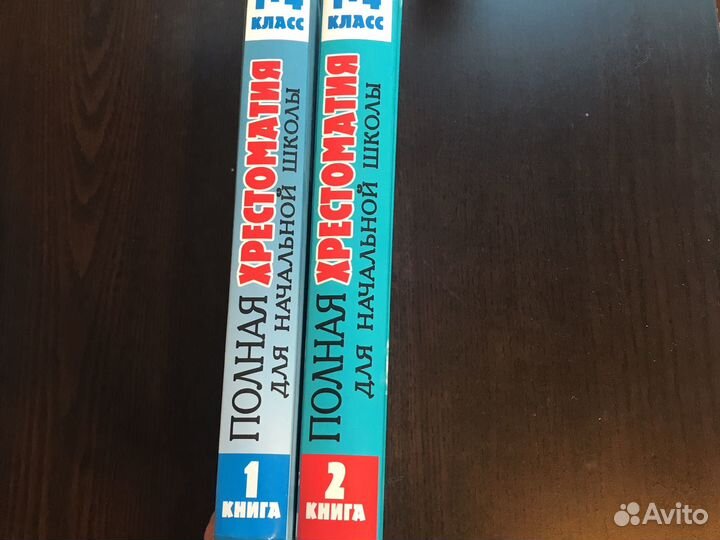 1-4
КЛАСС
ПОЛНАЯ ХРЕСТОМАТИЯ
ДЛЯ НАЧАЛЬНОЙ ШКОЛЫ
1
КНИГА
1-4
КЛАСС
ПОЛНАЯ ХРЕСТОМАТИЯ
ДЛЯ НАЧАЛЬНОЙ ШКОЛЫ
2
КНИГА
Avito